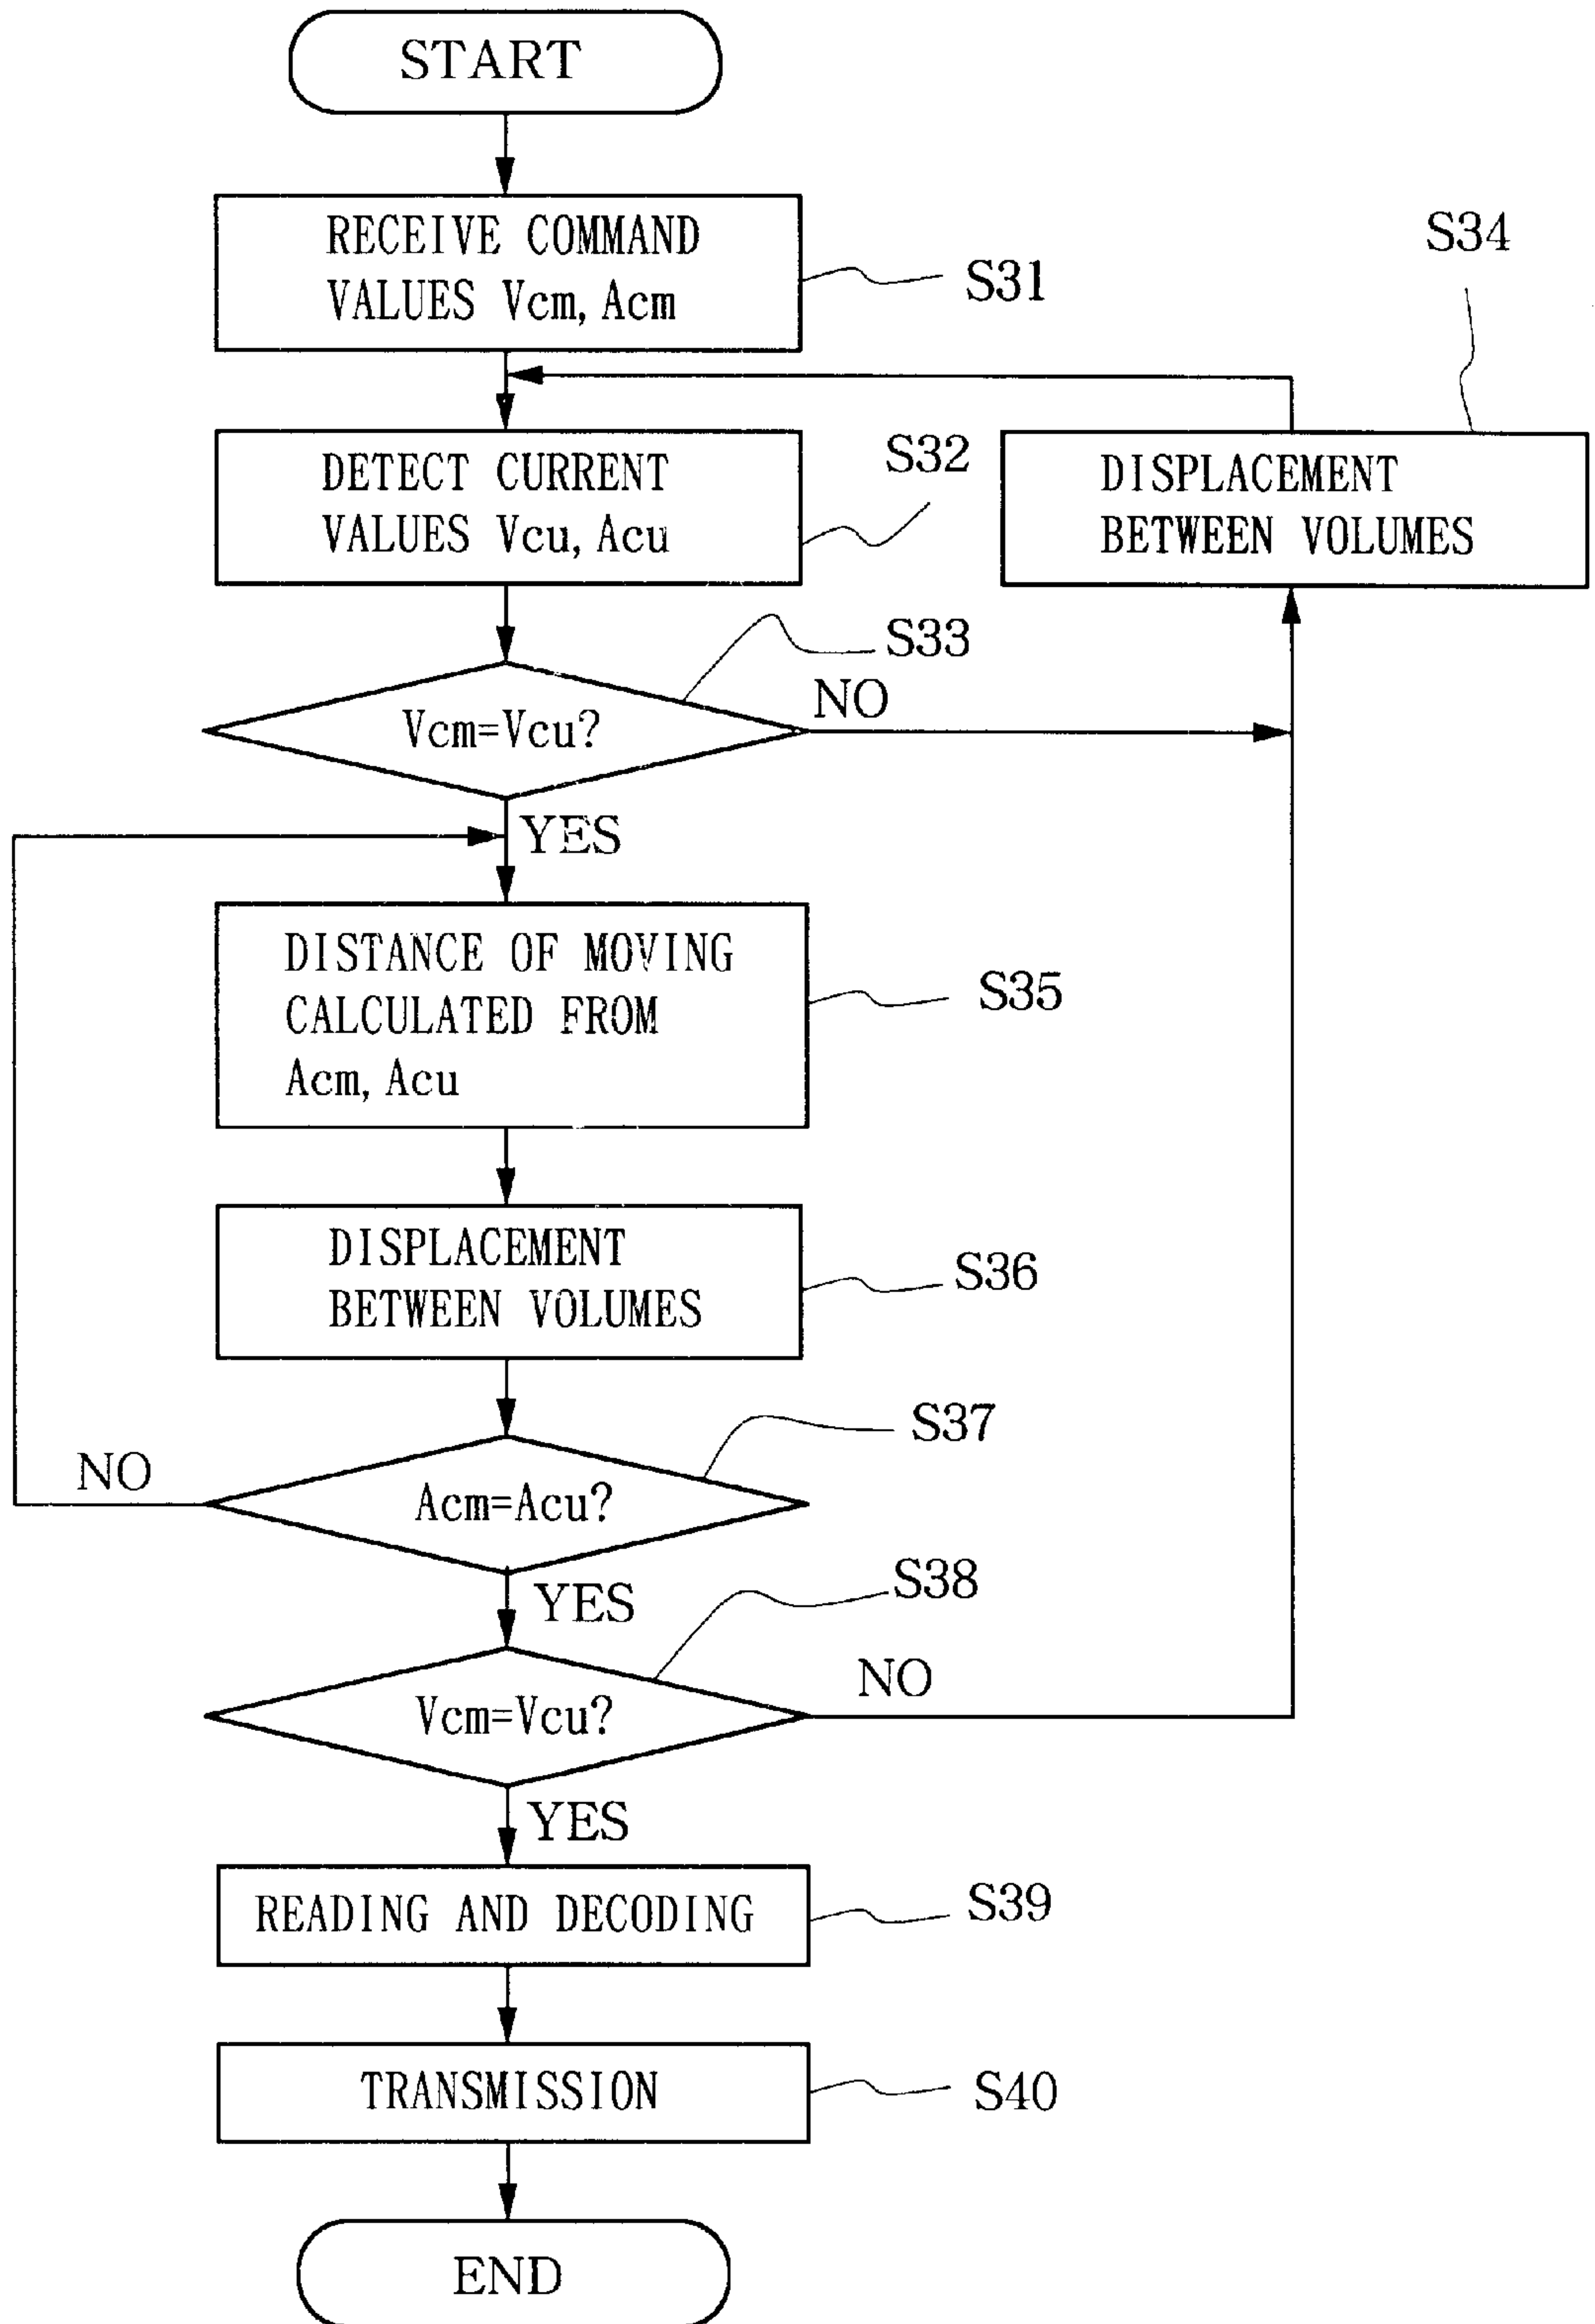 START
RECEIVE COMMAND
VALUES Vcm, Acm
S31
S34
DETECT CURRENT
VALUES Vcu, Acu
S32
DISPLACEMENT
BETWEEN VOLUMES
S33
Vcm=Vcu?
NO
YES
DISTANCE OF MOVING
CALCULATED FROM
Acm, Acu
S35
DISPLACEMENT
BETWEEN VOLUMES
S36
S37
NO
Acm=Acu?
YES
S38
Vcm=Vcu?
NO
YES
READING AND DECODING
S39
TRANSMISSION
S40
END